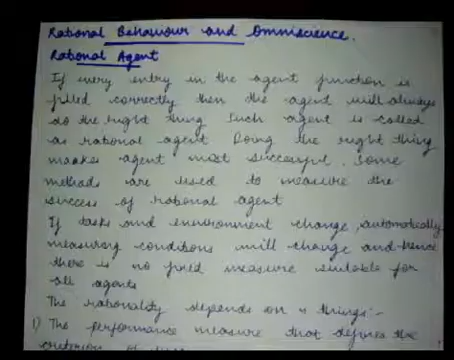 Rational Behaviour and Omniscience.
Rational Agent
If every entry in the agent function is
filled correctly then the agent will always
do the right thing such agent is called
as rational agent Doing the right thing
makes agent most successful. Some
methods are used to measure the
success of rational agent
If tasks and environment change, automatically
measuring conditions will change and hence
there is no fixed measure suitable for
all agents
The rationality depends on 4 things:-
1) The performance measure that defines the
criterion of